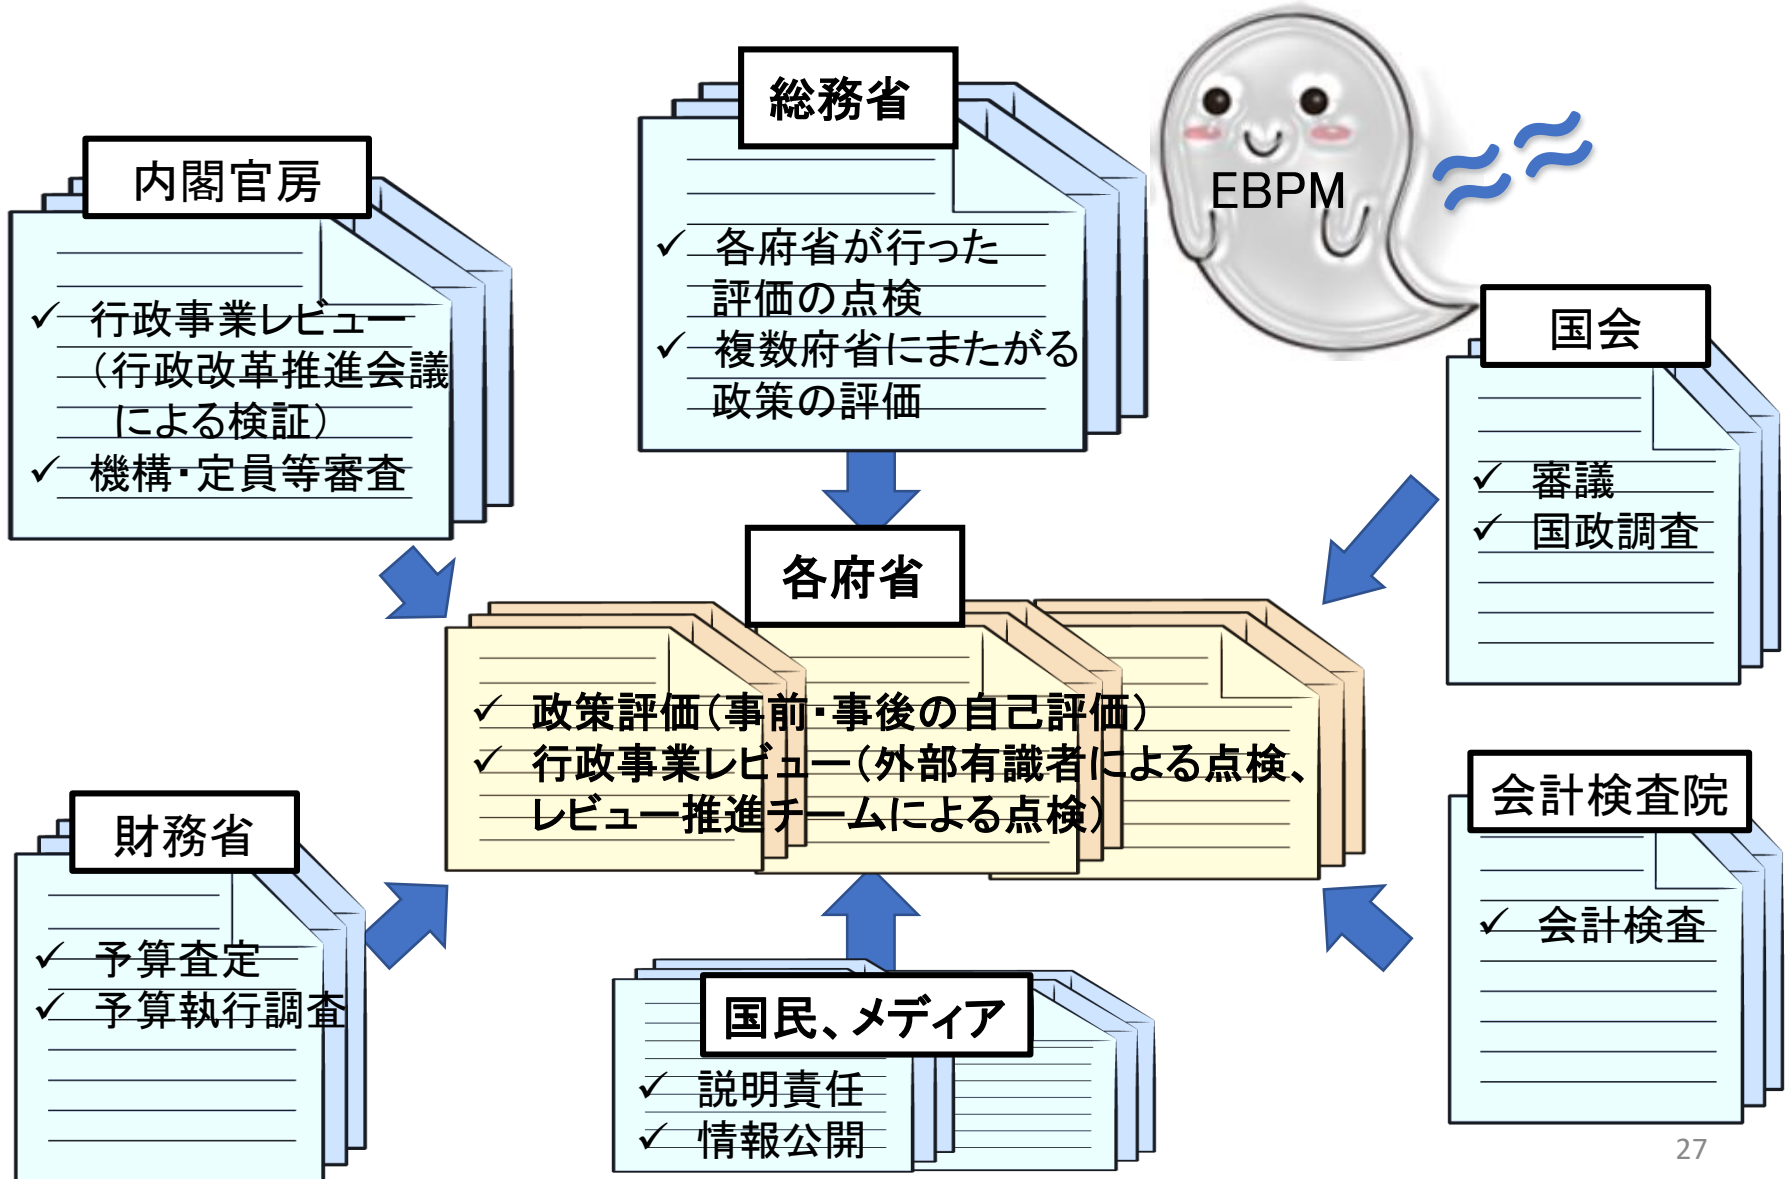 総務省
✓ 各府省が行った
評価の点検
✓ 複数府省にまたがる
政策の評価
EBPM
内閣官房
✓ 行政事業レビュー
（行政改革推進会議
による検証）
✓ 機構・定員等審査
国会
✓ 審議
✓ 国政調査
各府省
✓ 政策評価（事前・事後の自己評価）
✓ 行政事業レビュー（外部有識者による点検、
レビュー推進チームによる点検）
財務省
✓ 予算査定
✓ 予算執行調査
国民、メディア
✓ 説明責任
✓ 情報公開
会計検査院
✓ 会計検査
27